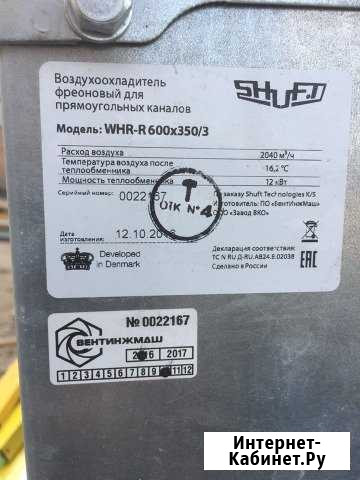 Воздухоохладитель
фреоновый для
прямоугольных каналов
SHUFT
Модель: WHR-R 600x350/3
Расход воздуха 2040 м³/ч
Температура воздуха после
теплообменника 16,2 °C
Мощность теплообменника 12 кВт
Серийный номер: 0022167
По заказу Shuft Technologies K/S
Изготовитель: ПО «ВентИнжМаш»
ООО «Завод ВКО»
Т
ОТК №4
Дата
изготовления: 12.10.2016
Developed
in Denmark
Декларация соответствия:
ТС N RU Д-RU.АВ24.В.02038
Сделано в России
EAC
№ 0022167
2016 2017
ВЕНТИНЖМАШ
1 2 3 4 5 6 7 8 9 11 12
Интернет-
Кабинет.Ру